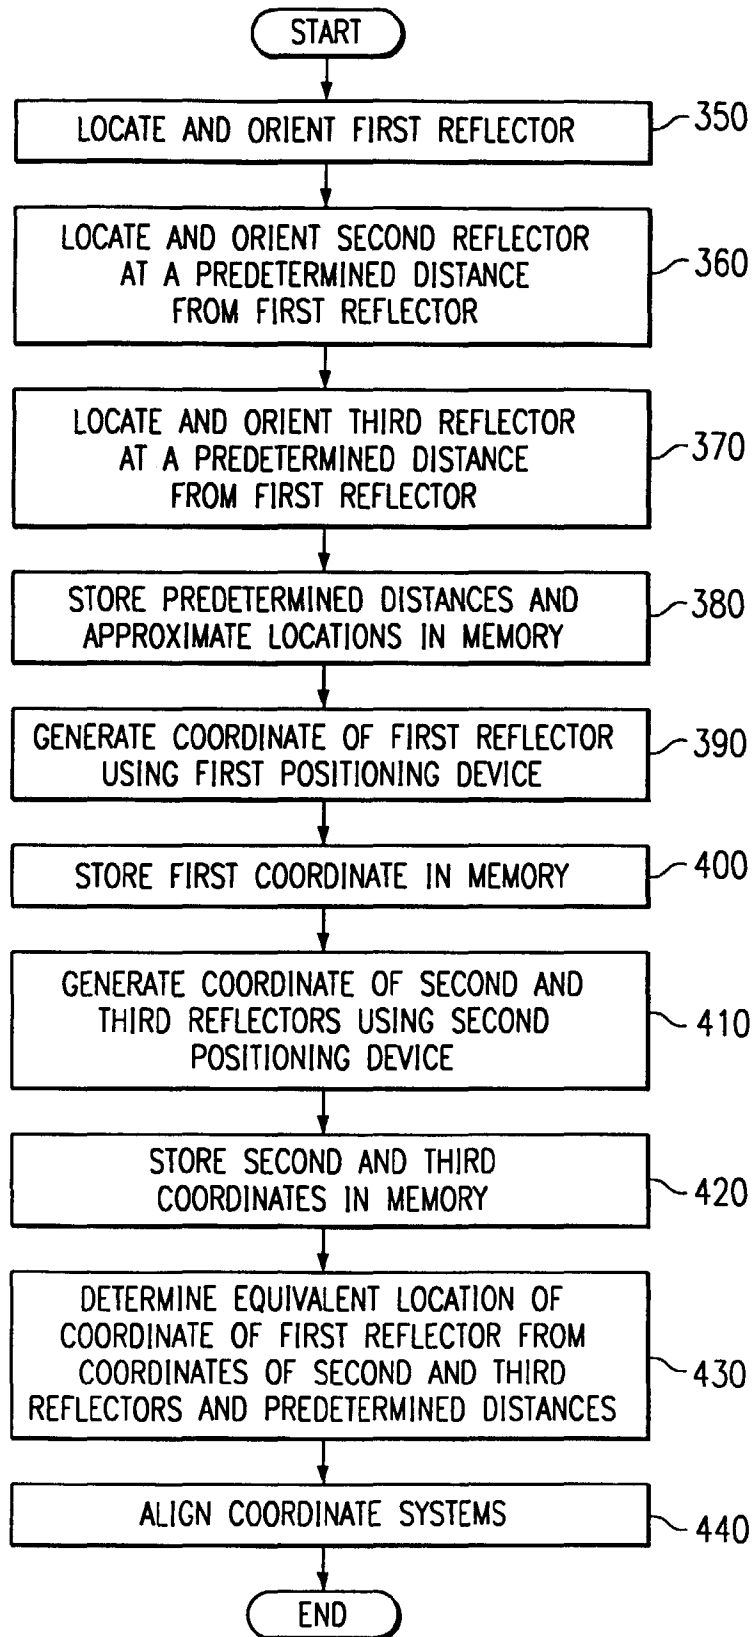 START
LOCATE AND ORIENT FIRST REFLECTOR
350
LOCATE AND ORIENT SECOND REFLECTOR
AT A PREDETERMINED DISTANCE
FROM FIRST REFLECTOR
360
LOCATE AND ORIENT THIRD REFLECTOR
AT A PREDETERMINED DISTANCE
FROM FIRST REFLECTOR
370
STORE PREDETERMINED DISTANCES AND
APPROXIMATE LOCATIONS IN MEMORY
380
GENERATE COORDINATE OF FIRST REFLECTOR
USING FIRST POSITIONING DEVICE
390
STORE FIRST COORDINATE IN MEMORY
400
GENERATE COORDINATE OF SECOND AND
THIRD REFLECTORS USING SECOND
POSITIONING DEVICE
410
STORE SECOND AND THIRD
COORDINATES IN MEMORY
420
DETERMINE EQUIVALENT LOCATION OF
COORDINATE OF FIRST REFLECTOR FROM
COORDINATES OF SECOND AND THIRD
REFLECTORS AND PREDETERMINED DISTANCES
430
ALIGN COORDINATE SYSTEMS
440
END